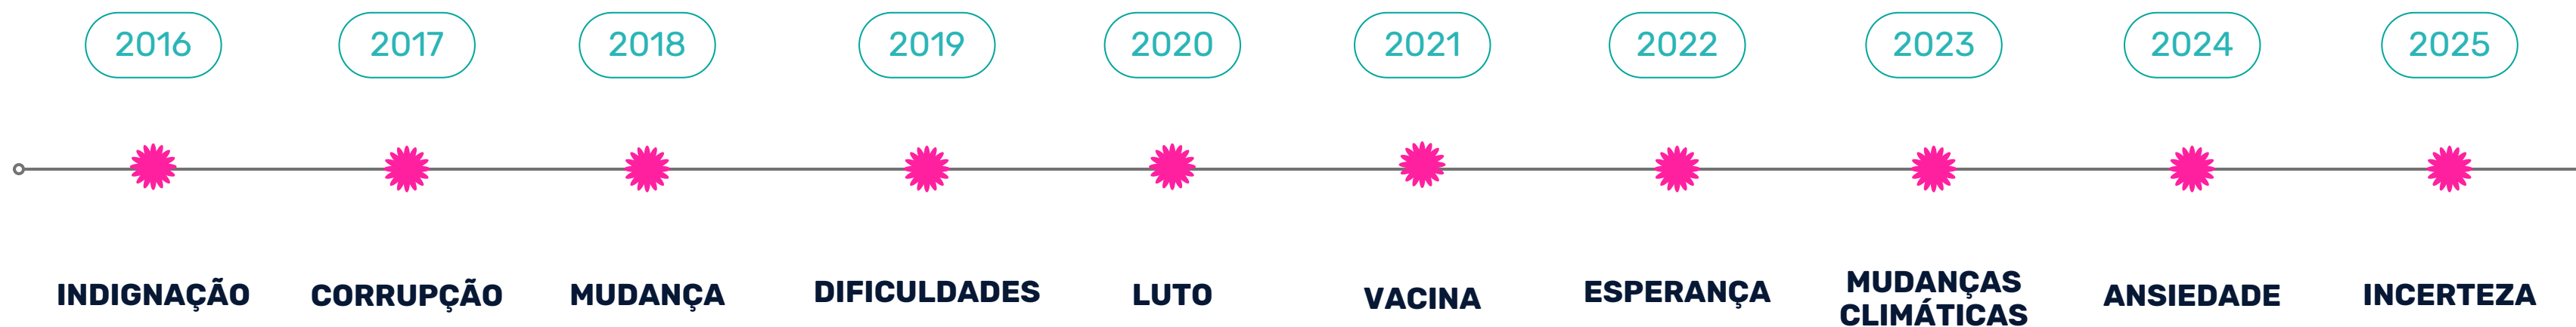 2016 2017 2018 2019 2020 2021 2022 2023 2024 2025
INDIGNAÇÃO CORRUPÇÃO MUDANÇA DIFICULDADES LUTO VACINA ESPERANÇA MUDANÇAS ANSIEDADE INCERTEZA
CLIMÁTICAS